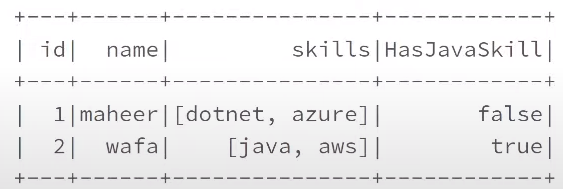 +---+------+---------------+------------+
| id| name| skills|HasJavaSkill|
+---+------+---------------+------------+
| 1|maheer|[dotnet, azure]| false|
| 2| wafa| [java, aws]| true|
+---+------+---------------+------------+